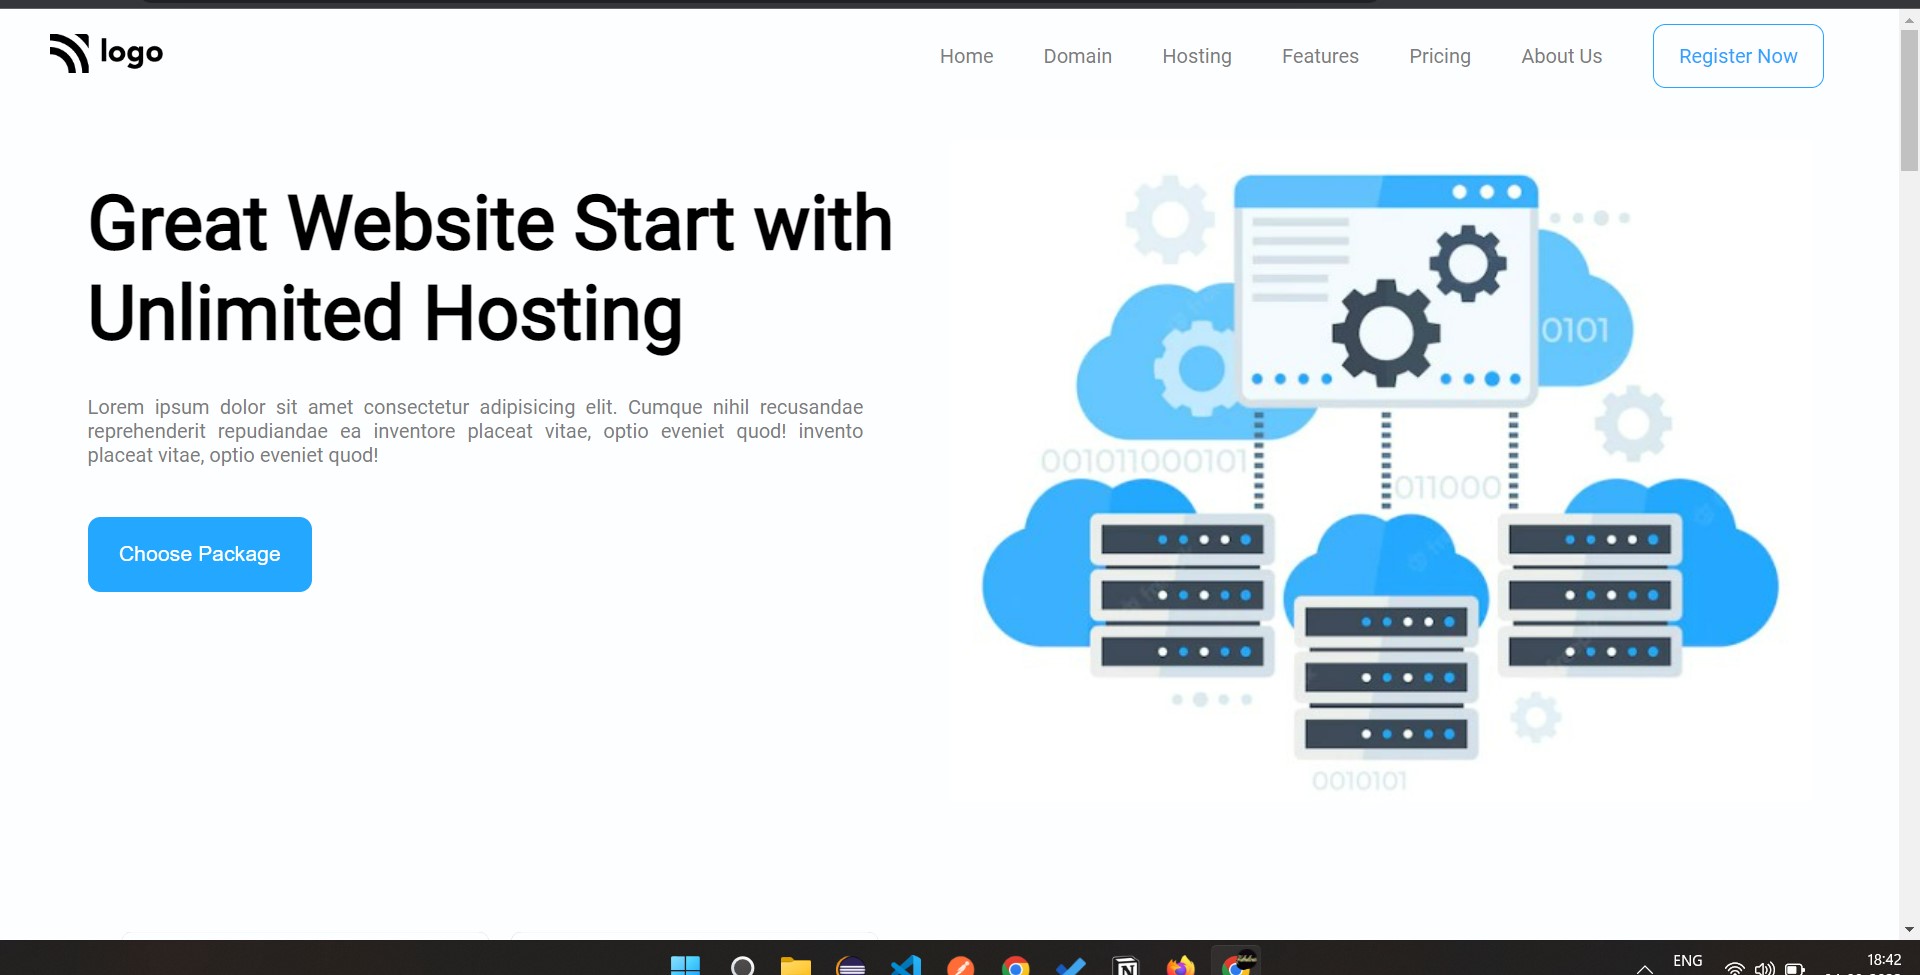 logo
Home Domain Hosting Features Pricing About Us Register Now
Great Website Start with
Unlimited Hosting
Lorem ipsum dolor sit amet consectetur adipisicing elit. Cumque nihil recusandae
reprehenderit repudiandae ea inventore placeat vitae, optio eveniet quod! invento
placeat vitae, optio eveniet quod!
Choose Package
0101
001011000101
011000
0010101
ENG
18:42